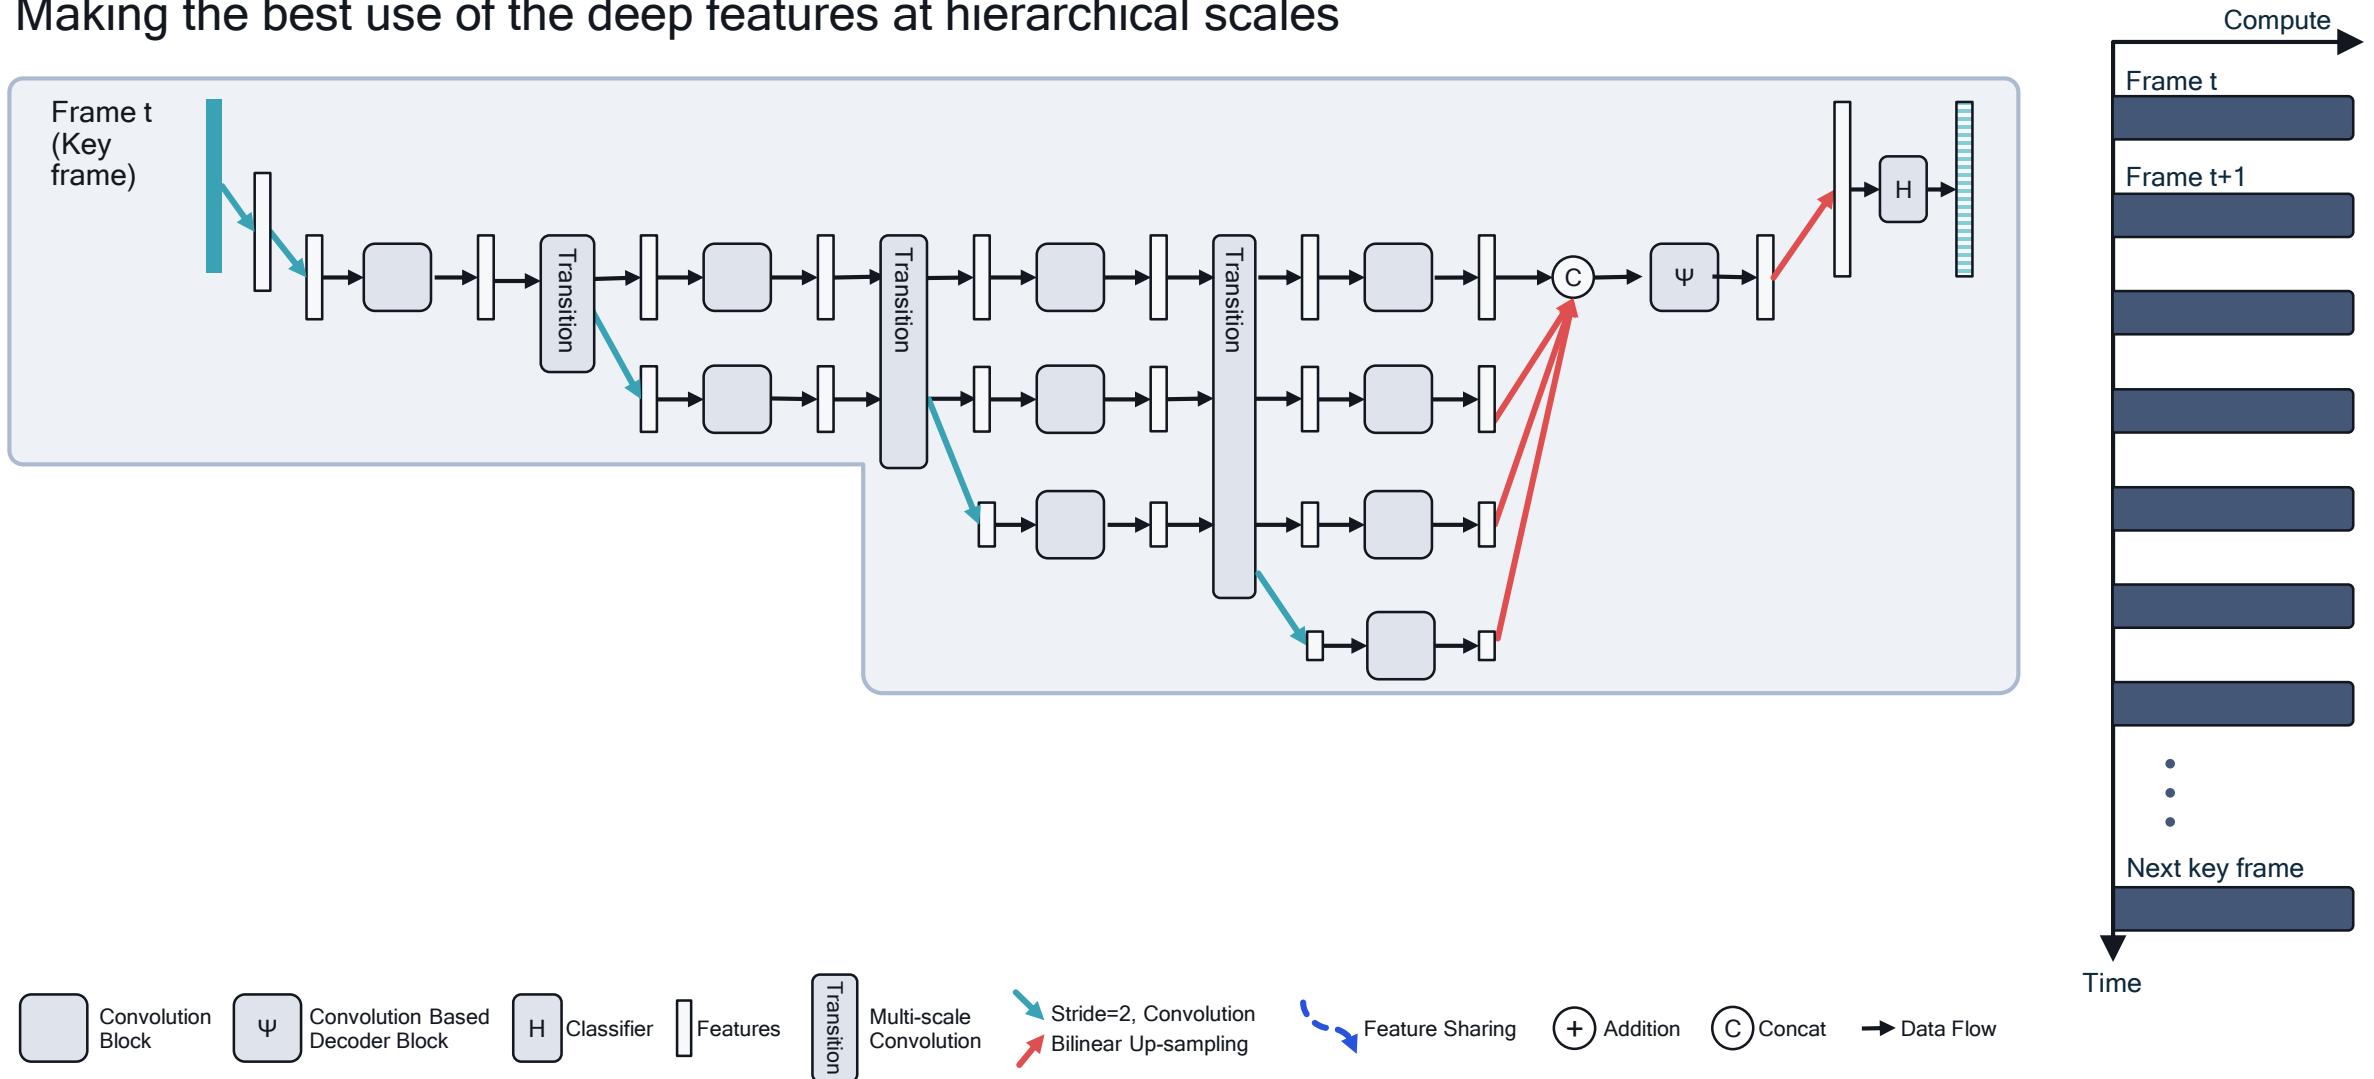 Making the best use of the deep features at hierarchical scales
Compute
Frame t
(Key
frame)
Frame t
Frame t+1
H
Transition
Transition
Transition
C
Ψ
Next key frame
Time
Convolution
Block
Ψ
Convolution Based
Decoder Block
H
Classifier
Features
Transition
Multi-scale
Convolution
Stride=2, Convolution
Bilinear Up-sampling
Feature Sharing
+
Addition
C
Concat
Data Flow